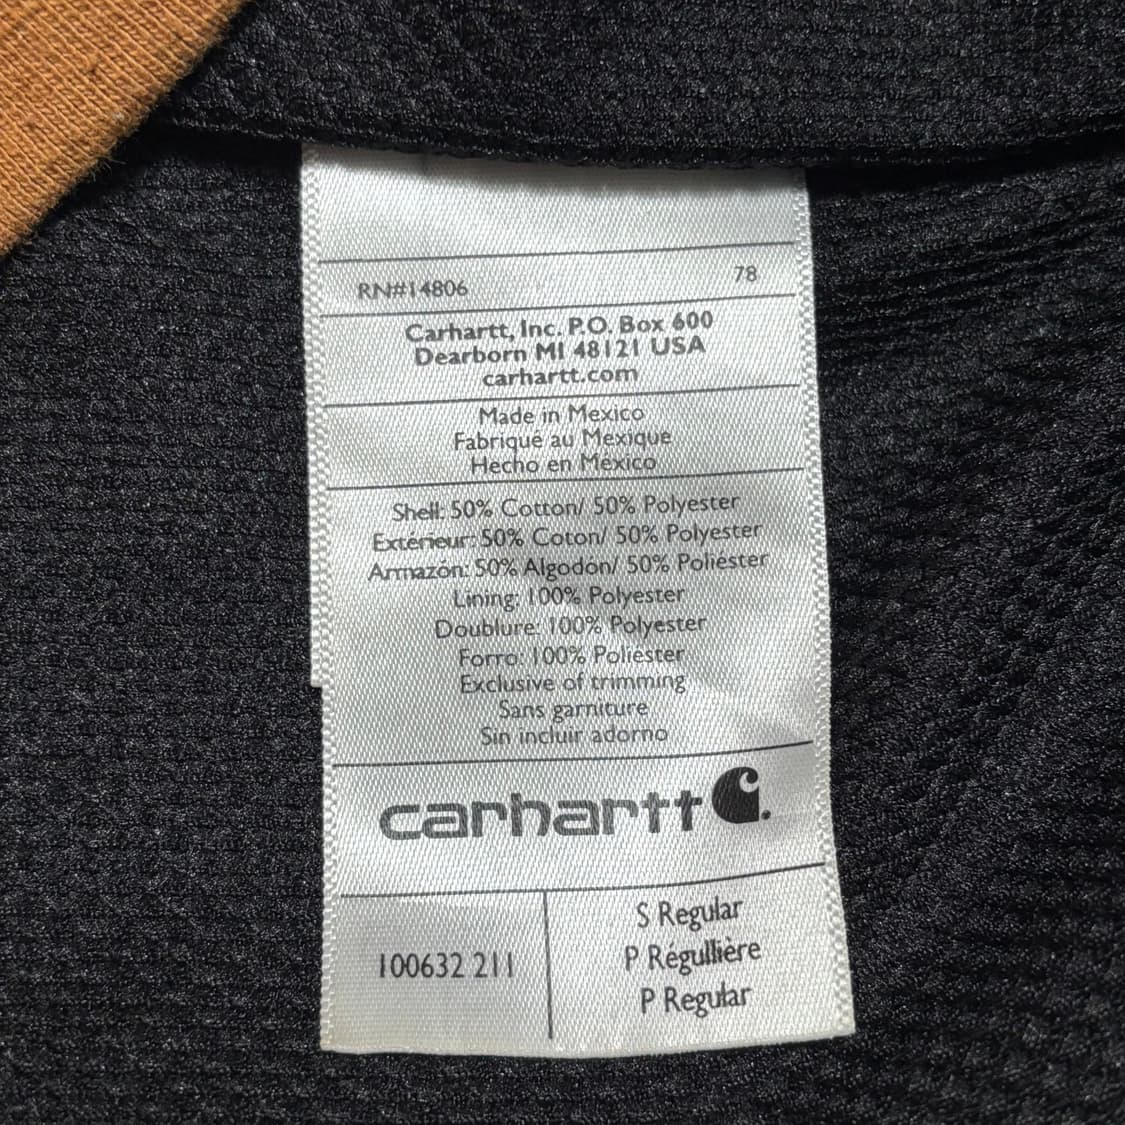 RN#14806 78
Carhartt, Inc. P.O. Box 600
Dearborn MI 48121 USA
carhartt.com
Made in Mexico
Fabriqué au Mexique
Hecho en México
Shell: 50% Cotton/ 50% Polyester
Extérieur: 50% Coton/ 50% Polyester
Armazón: 50% Algodón/ 50% Poliéster
Lining: 100% Polyester
Doublure: 100% Polyester
Forro: 100% Poliéster
Exclusive of trimming
Sans garniture
Sin incluir adorno
carhartt
100632 211
S Regular
P Régullière
P Regular